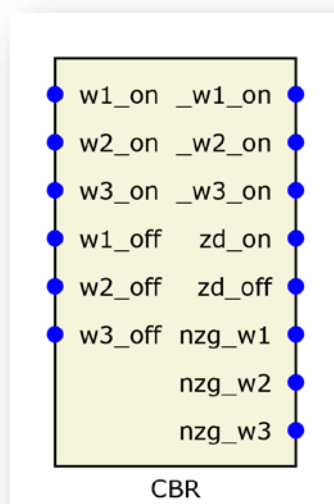 w1_on _w1_on
w2_on _w2_on
w3_on _w3_on
w1_off zd_on
w2_off zd_off
w3_off nzg_w1
nzg_w2
nzg_w3
CBR